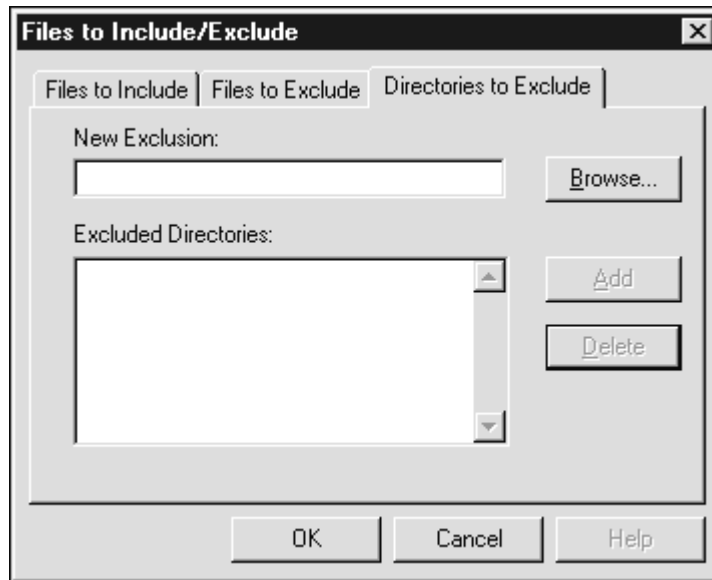 Files to Include/Exclude
Files to Include Files to Exclude Directories to Exclude
New Exclusion:
Browse...
Excluded Directories:
Add
Delete
OK Cancel Help